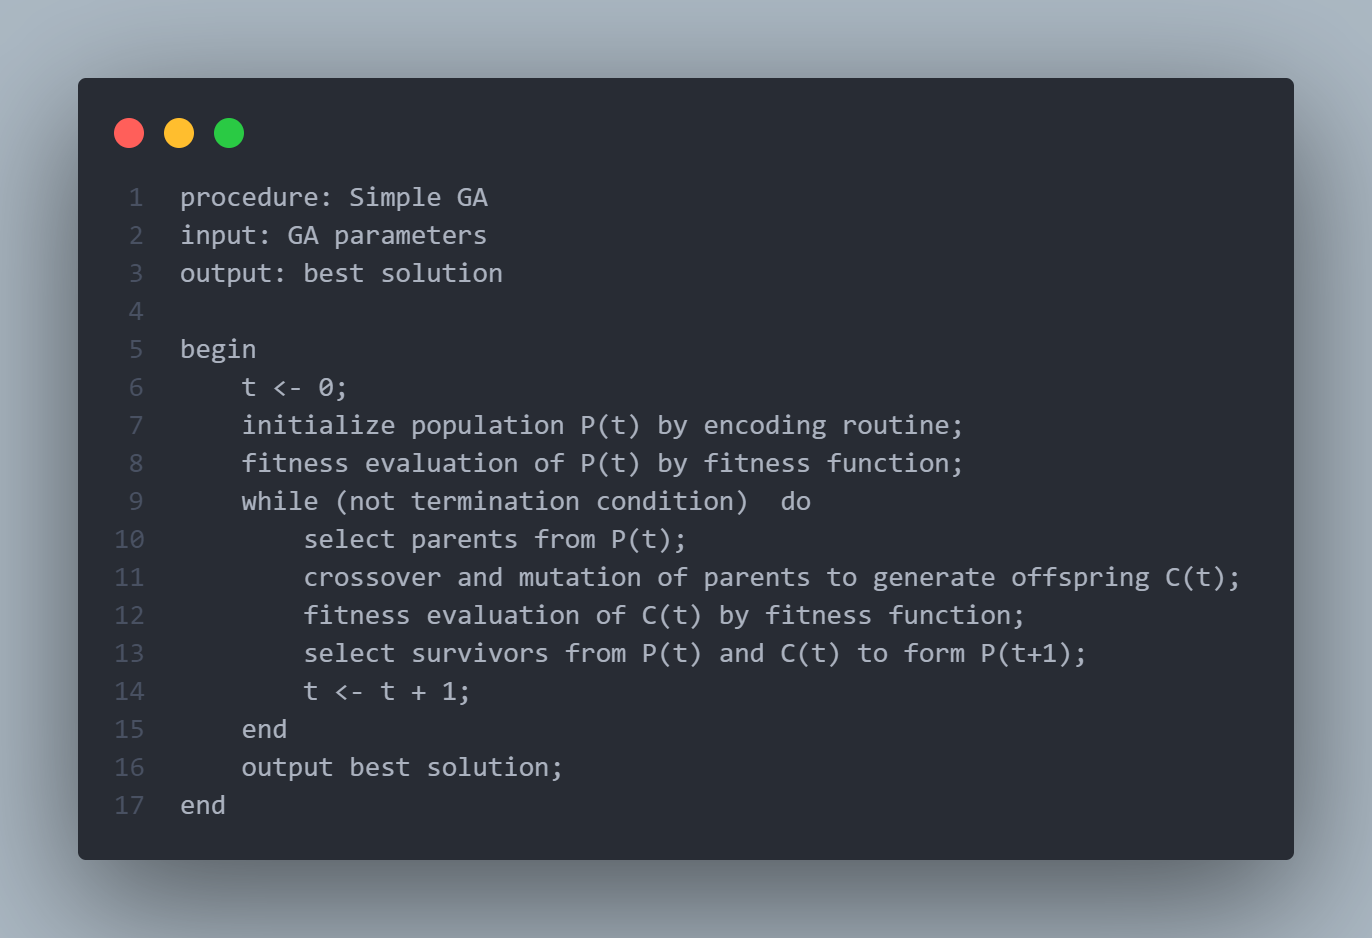 1 procedure: Simple GA
2 input: GA parameters
3 output: best solution
4
5 begin
6     t <- 0;
7     initialize population P(t) by encoding routine;
8     fitness evaluation of P(t) by fitness function;
9     while (not termination condition)  do
10         select parents from P(t);
11         crossover and mutation of parents to generate offspring C(t);
12         fitness evaluation of C(t) by fitness function;
13         select survivors from P(t) and C(t) to form P(t+1);
14         t <- t + 1;
15     end
16     output best solution;
17 end